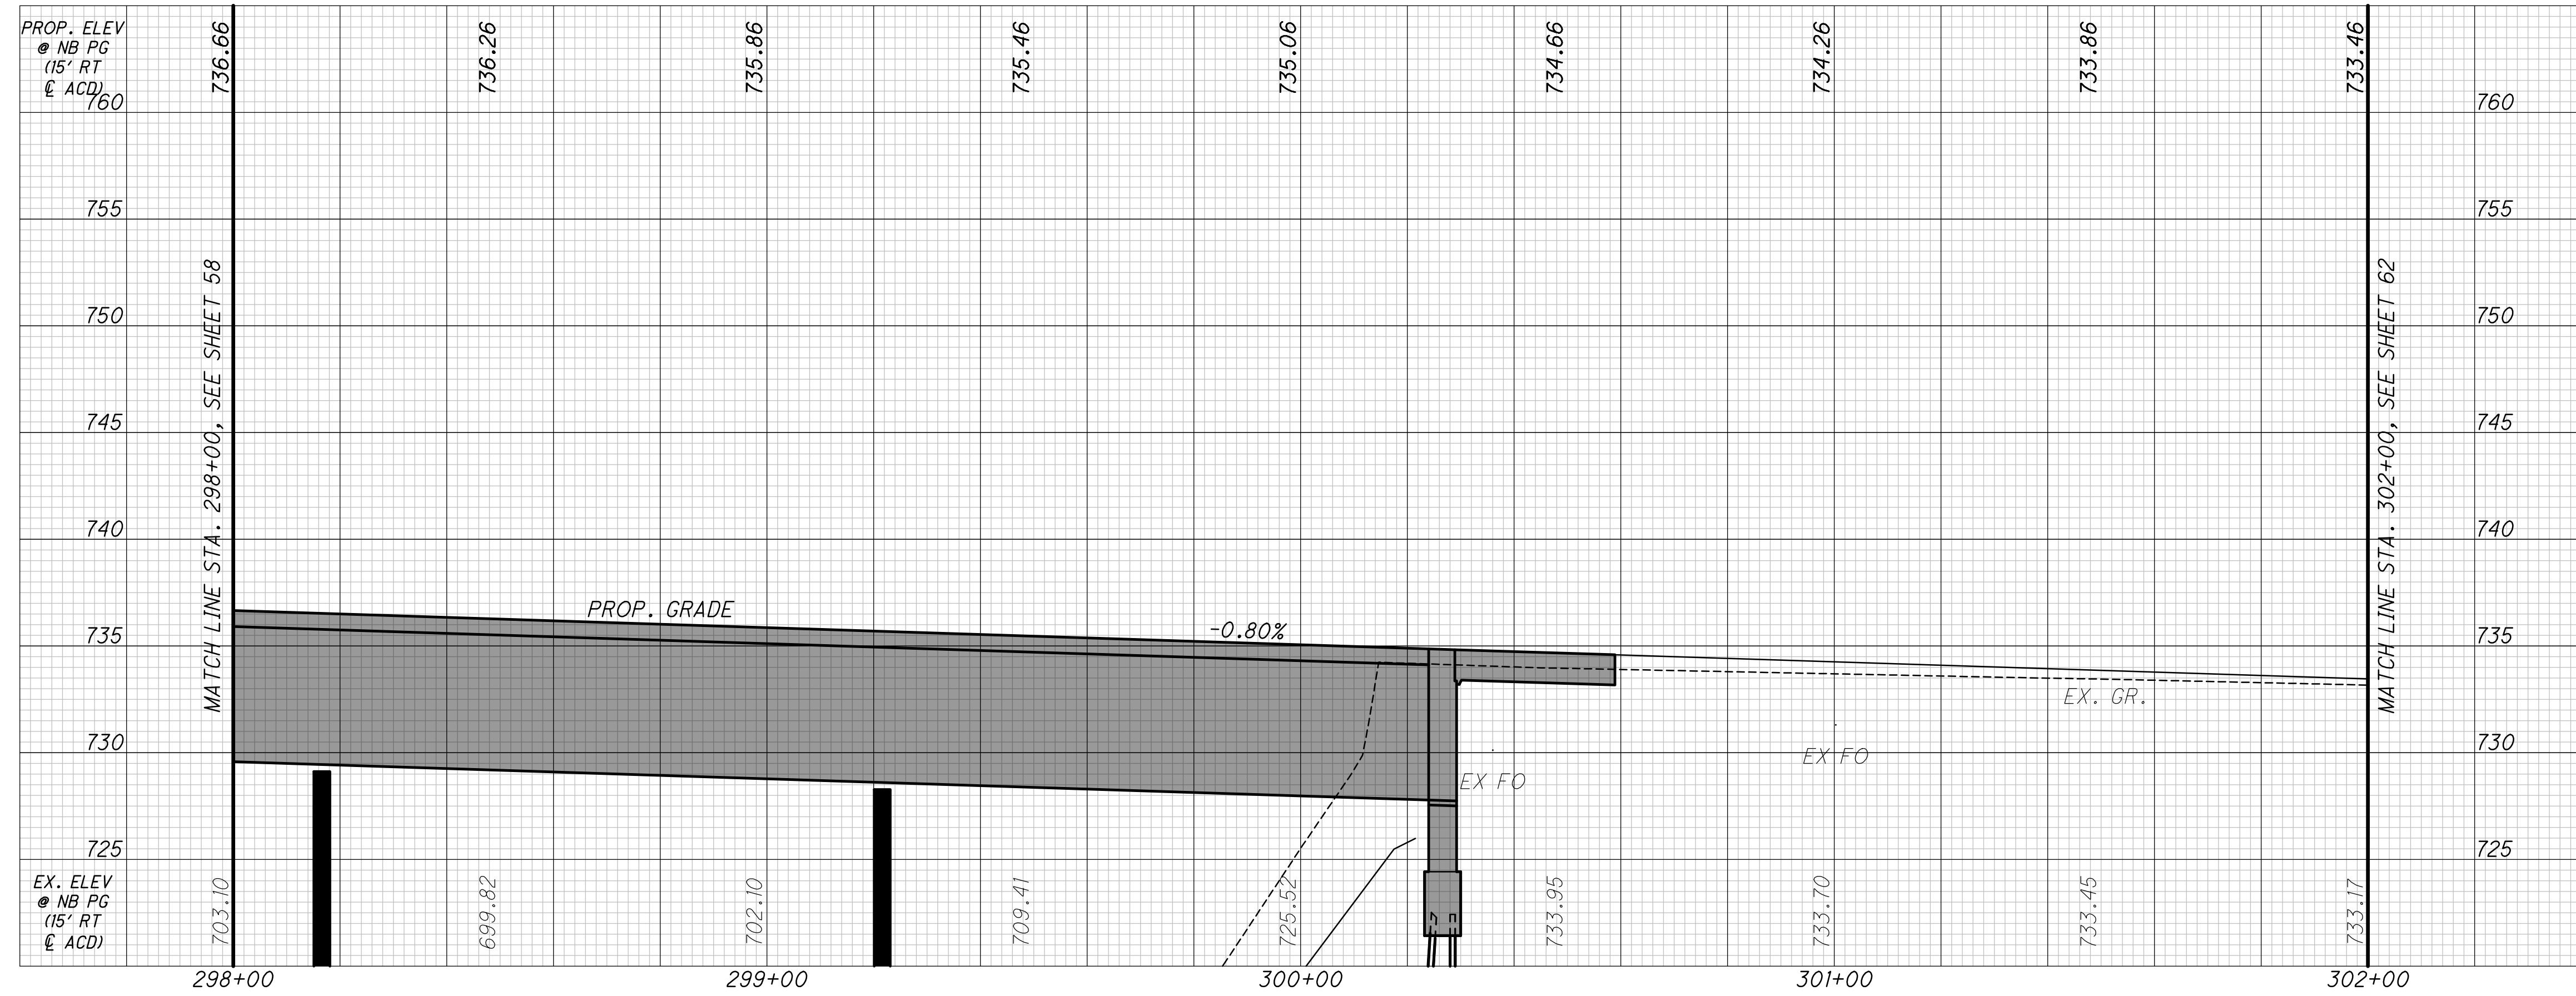 PROP. ELEV
@ NB PG
(15' RT
℄ ACD)
736.66
736.26
735.86
735.46
735.06
734.66
734.26
733.86
733.46
760
760
755
755
750
750
745
745
740
740
735
735
730
730
725
725
MATCH LINE STA. 298+00, SEE SHEET 58
MATCH LINE STA. 302+00, SEE SHEET 62
PROP. GRADE
-0.80%
EX. GR.
EX FO
EX FO
EX. ELEV
@ NB PG
(15' RT
℄ ACD)
703.10
699.82
702.10
709.41
725.52
733.95
733.70
733.45
733.17
298+00
299+00
300+00
301+00
302+00